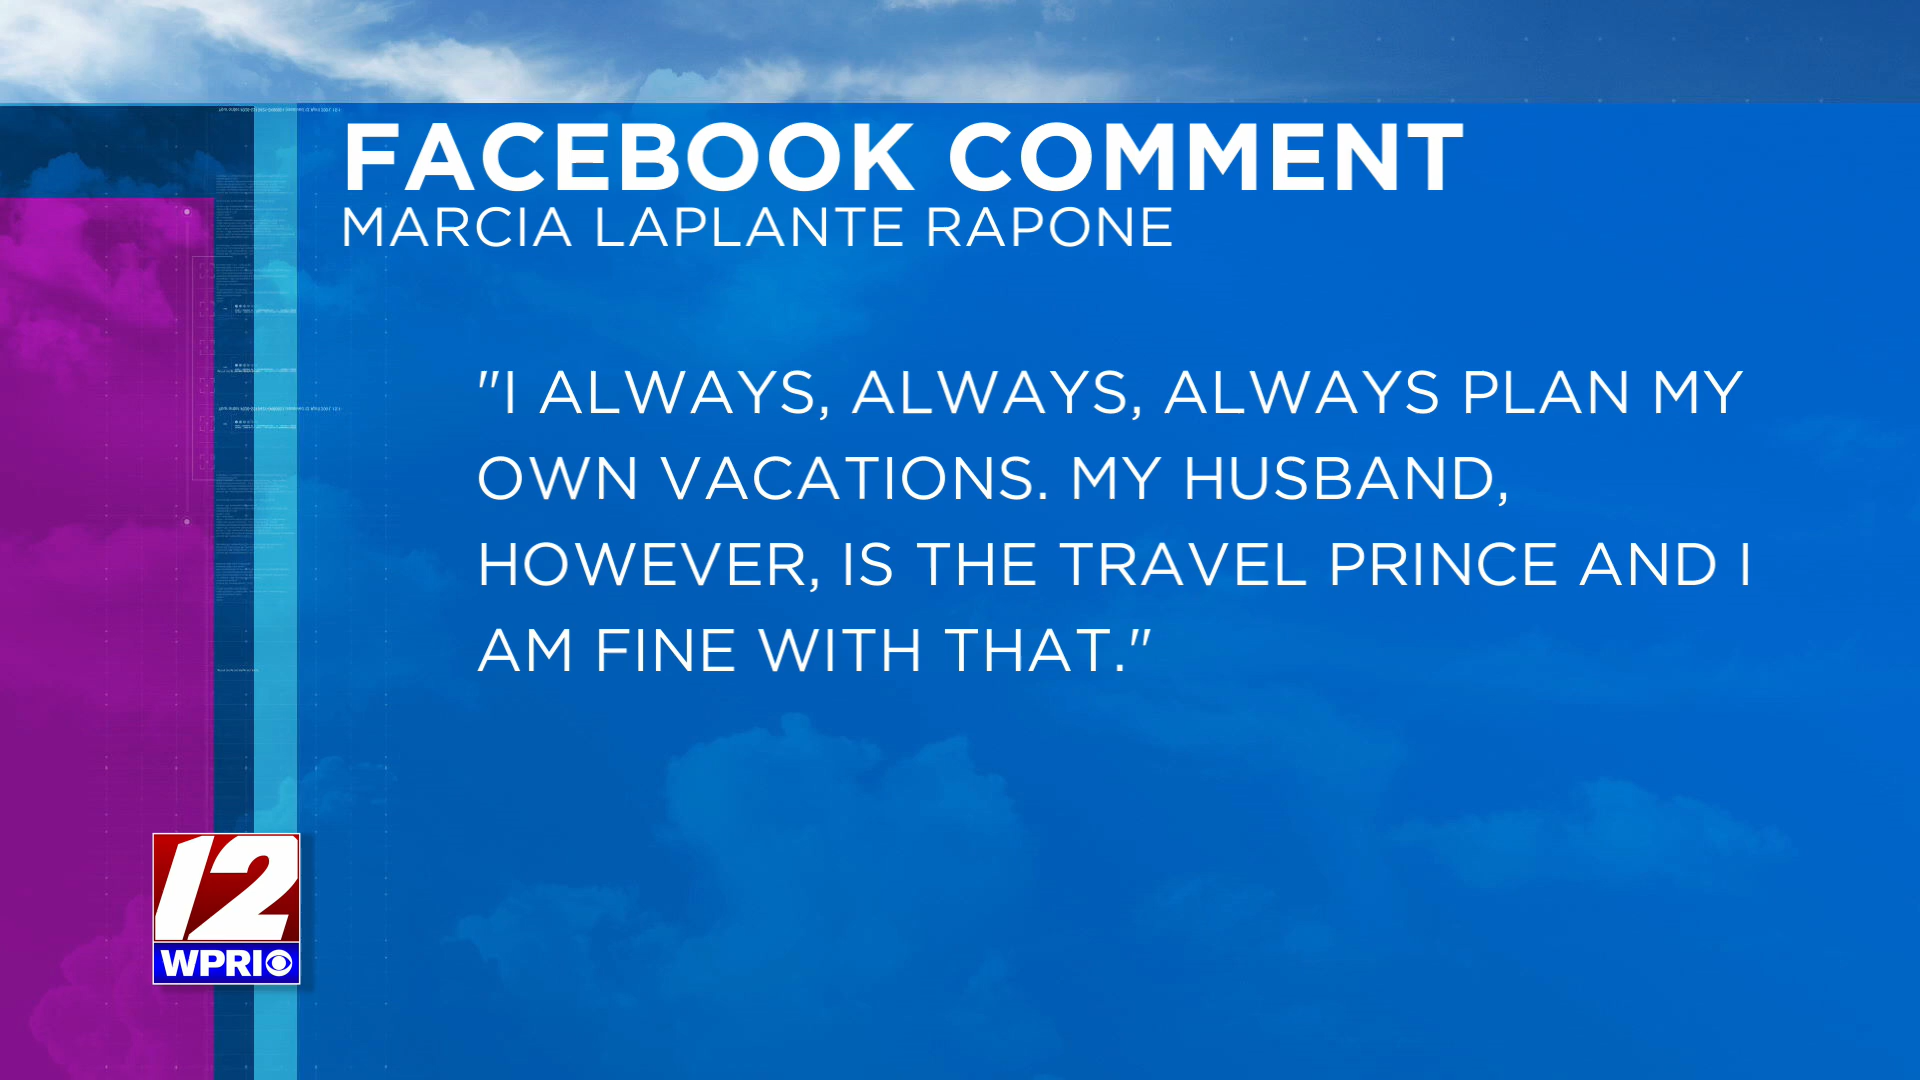 FACEBOOK COMMENT
MARCIA LAPLANTE RAPONE
"I ALWAYS, ALWAYS, ALWAYS PLAN MY
OWN VACATIONS. MY HUSBAND,
HOWEVER, IS THE TRAVEL PRINCE AND I
AM FINE WITH THAT."
12
WPRI